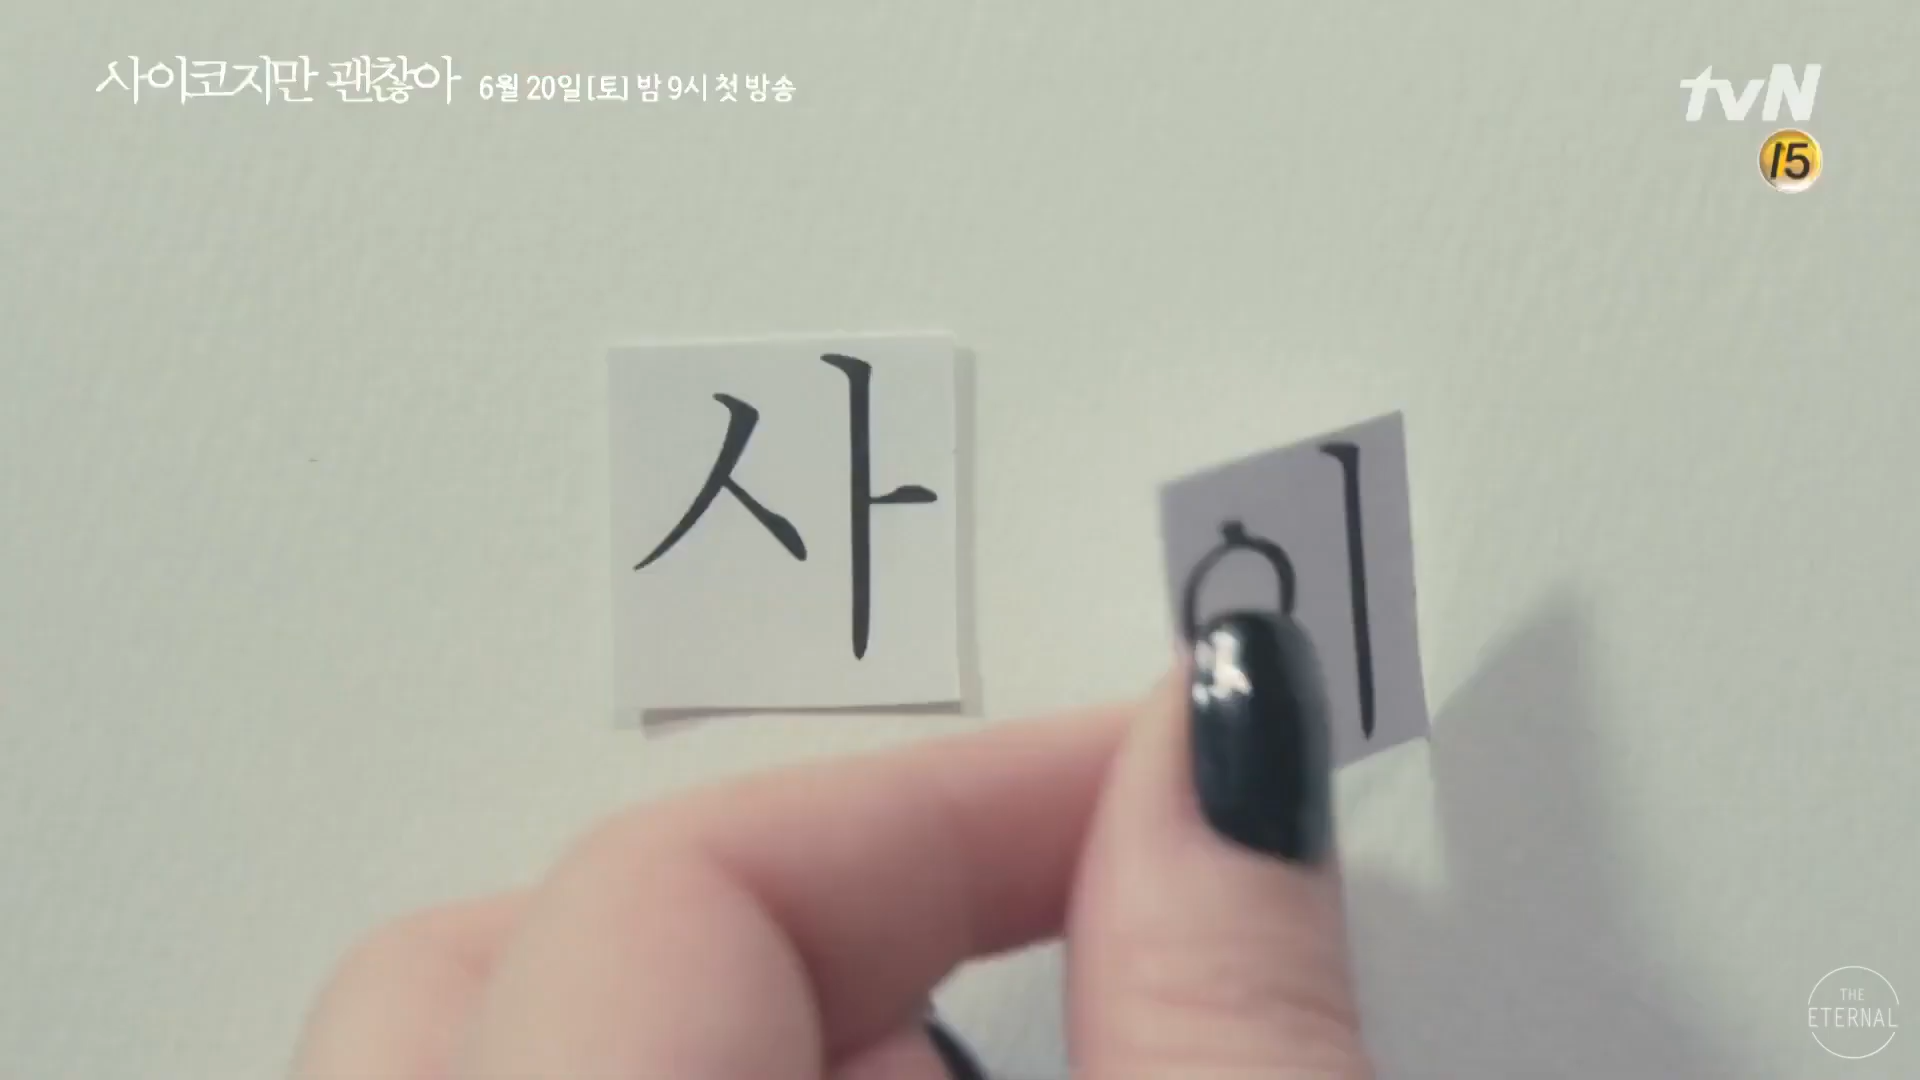 사이코지만 괜찮아 6월 20일[토] 밤 9시 첫 방송
tvN
15
사 이
THE
ETERNAL